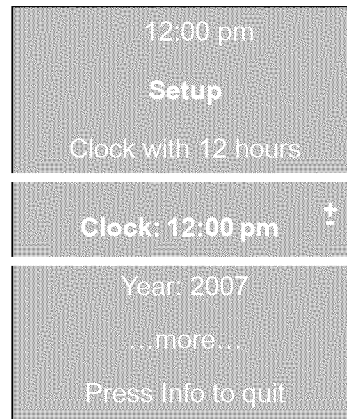 12:00 pm
Setup
Clock with 12 hours
Clock: 12:00 pm ±
Year: 2007
...more...
Press Info to quit